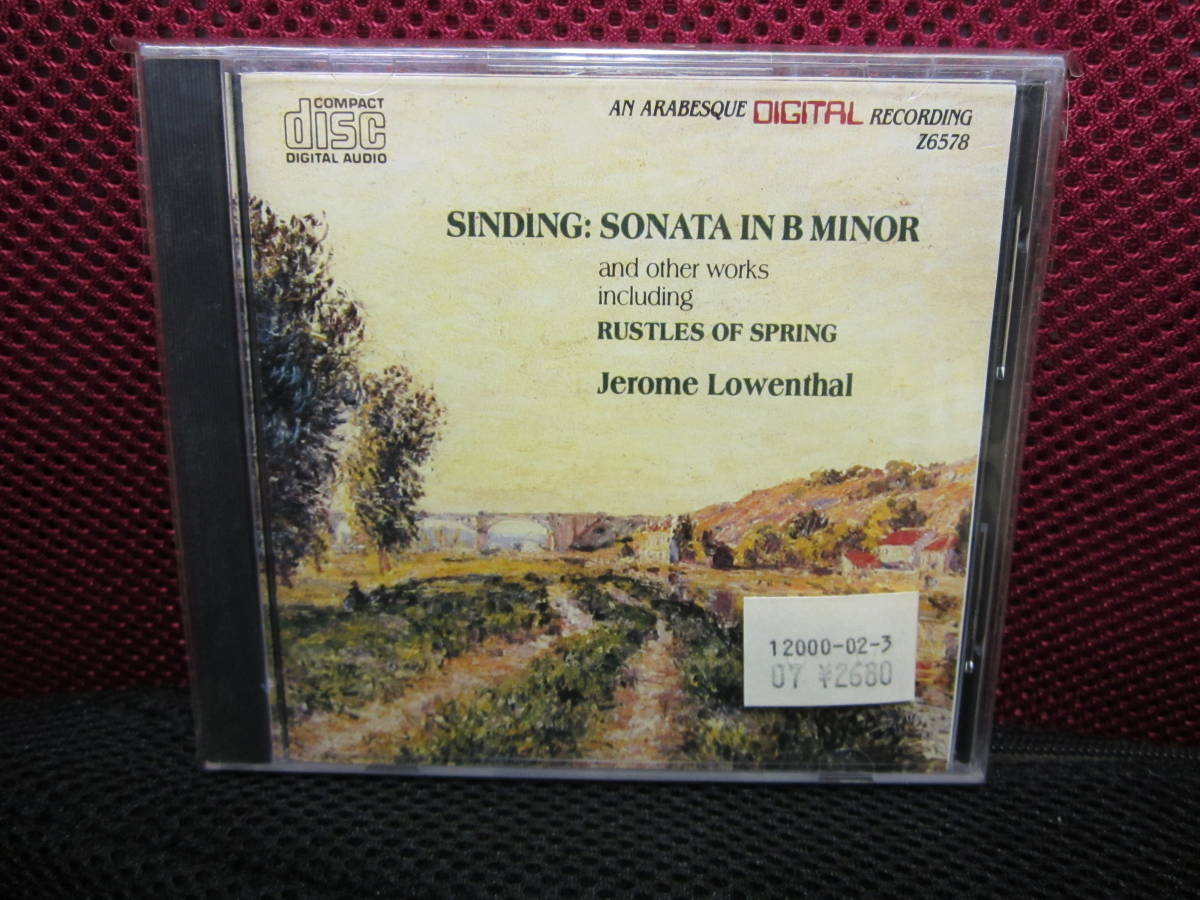 COMPACT
disc
DIGITAL AUDIO
AN ARABESQUE DIGITAL RECORDING
Z6578
SINDING: SONATA IN B MINOR
and other works
including
RUSTLES OF SPRING
Jerome Lowenthal
12000-02-3
07 ¥2680